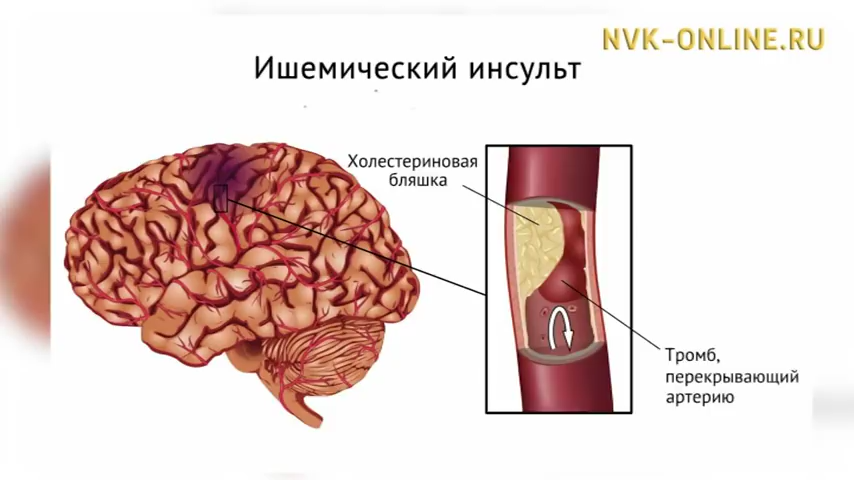 NVK-ONLINE.RU
Ишемический инсульт
Холестериновая
бляшка
Тромб,
перекрывающий
артерию